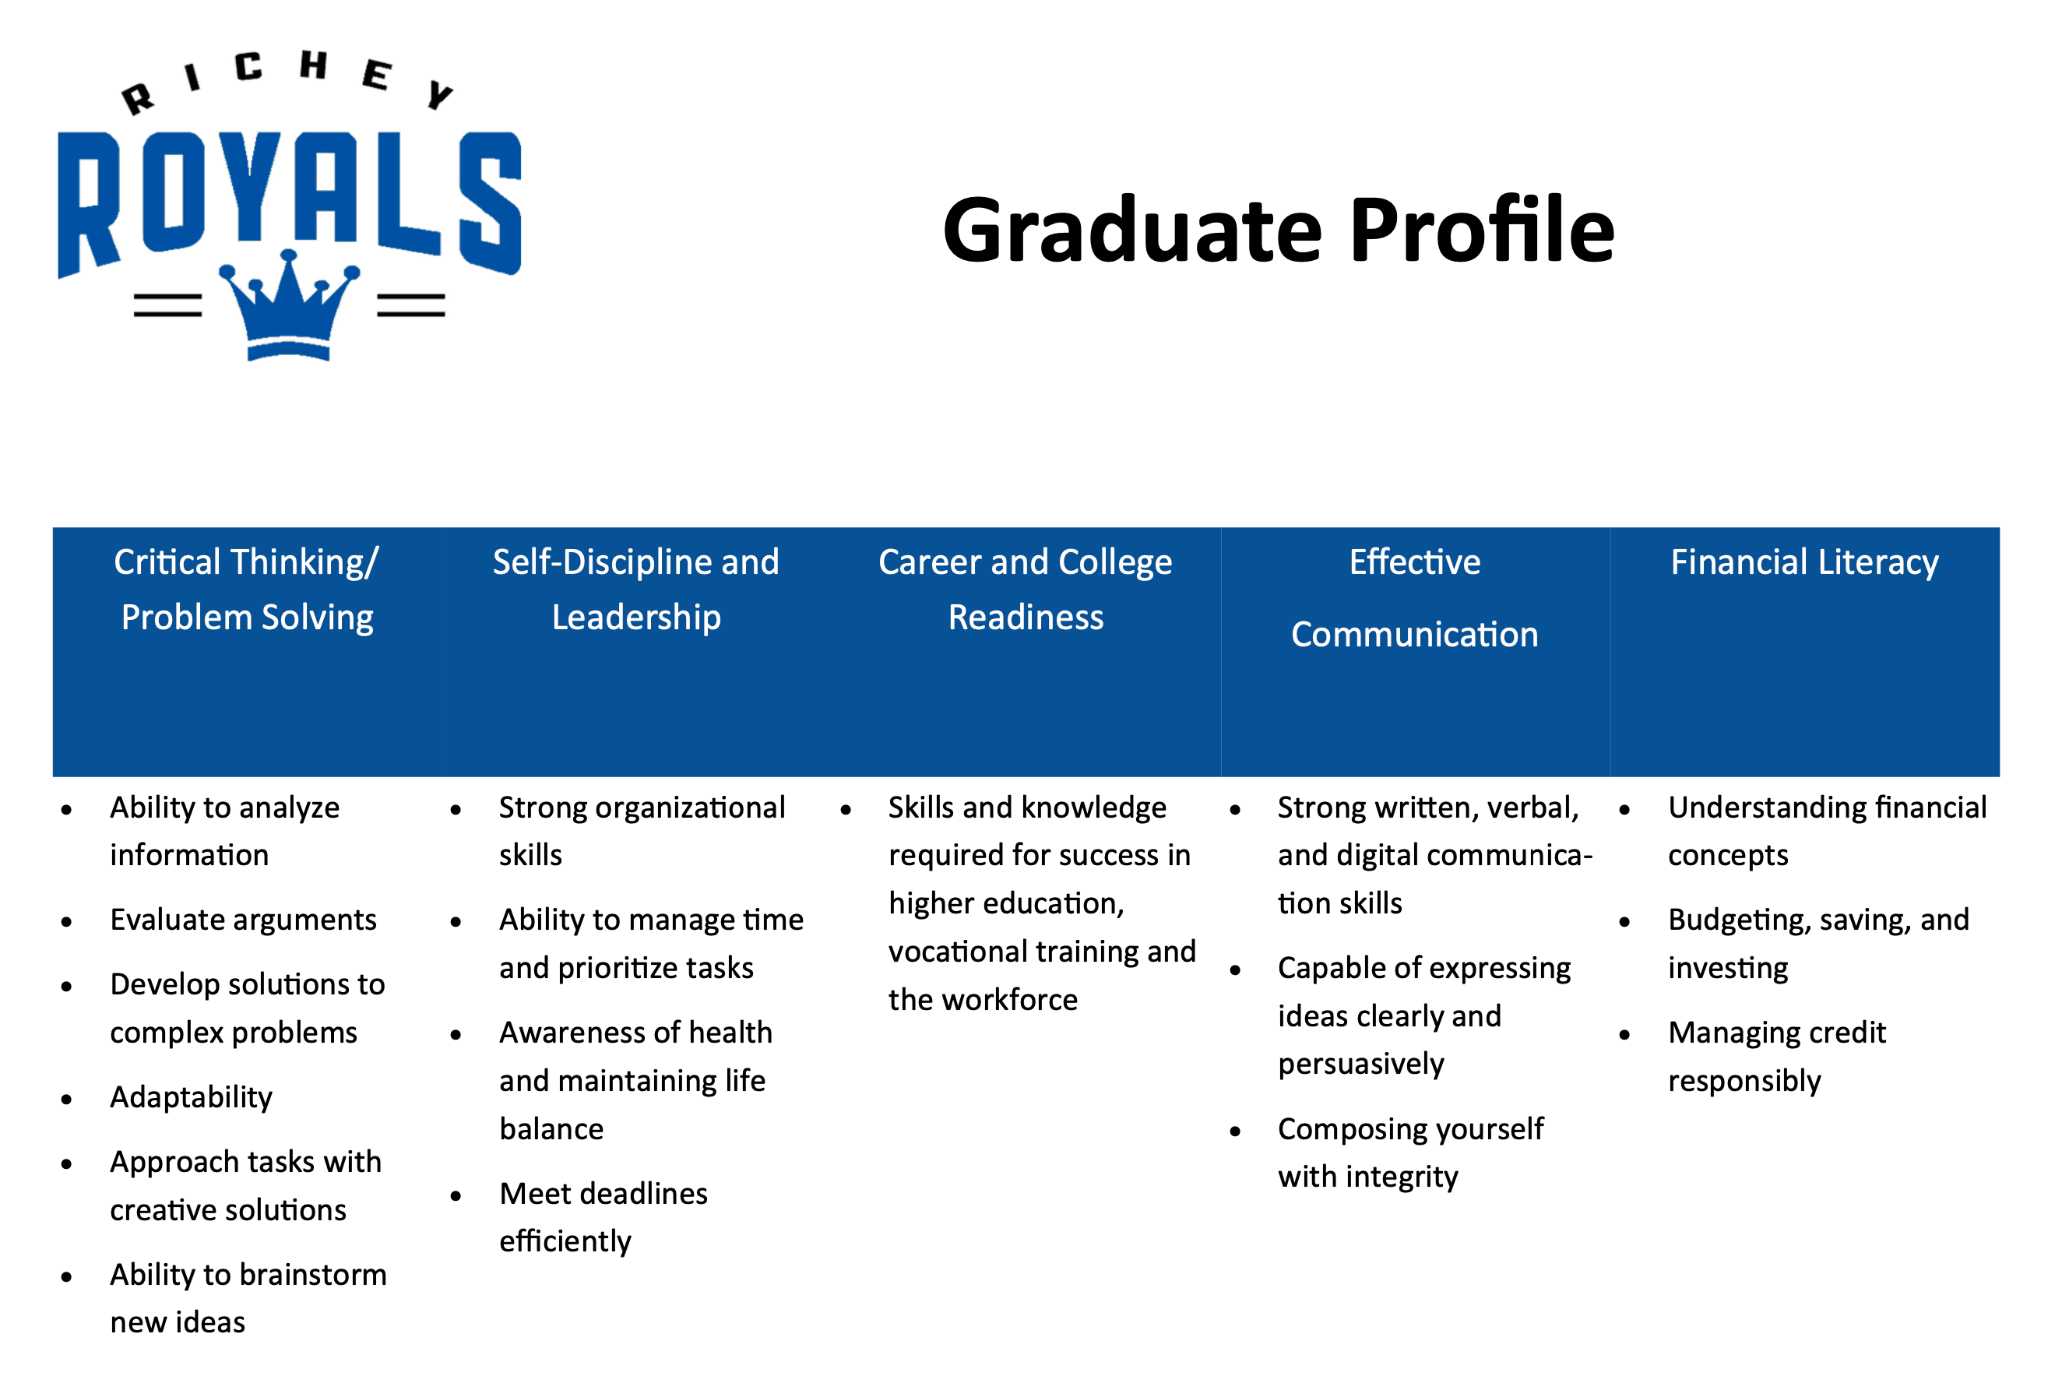 RICHEY
ROYALS
Graduate Profile
Critical Thinking/
Problem Solving
Self-Discipline and
Leadership
Career and College
Readiness
Effective
Communication
Financial Literacy
• Ability to analyze
information
• Evaluate arguments
• Develop solutions to
complex problems
• Adaptability
• Approach tasks with
creative solutions
• Ability to brainstorm
new ideas
• Strong organizational
skills
• Ability to manage time
and prioritize tasks
• Awareness of health
and maintaining life
balance
• Meet deadlines
efficiently
• Skills and knowledge
required for success in
higher education,
vocational training and
the workforce
• Strong written, verbal,
and digital communica-
tion skills
• Capable of expressing
ideas clearly and
persuasively
• Composing yourself
with integrity
• Understanding financial
concepts
• Budgeting, saving, and
investing
• Managing credit
responsibly